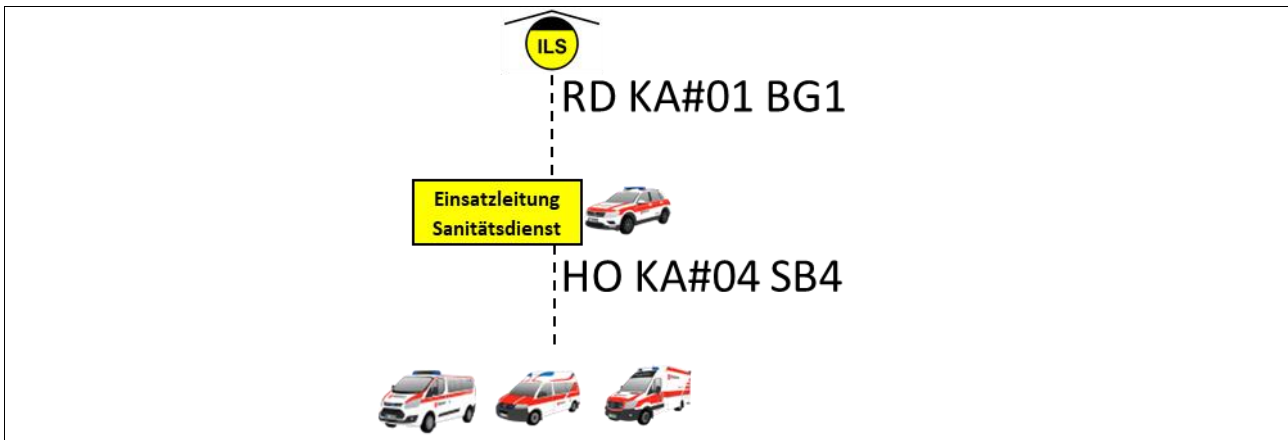 ILS
RD KA#01 BG1
Einsatzleitung
Sanitätsdienst
HO KA#04 SB4